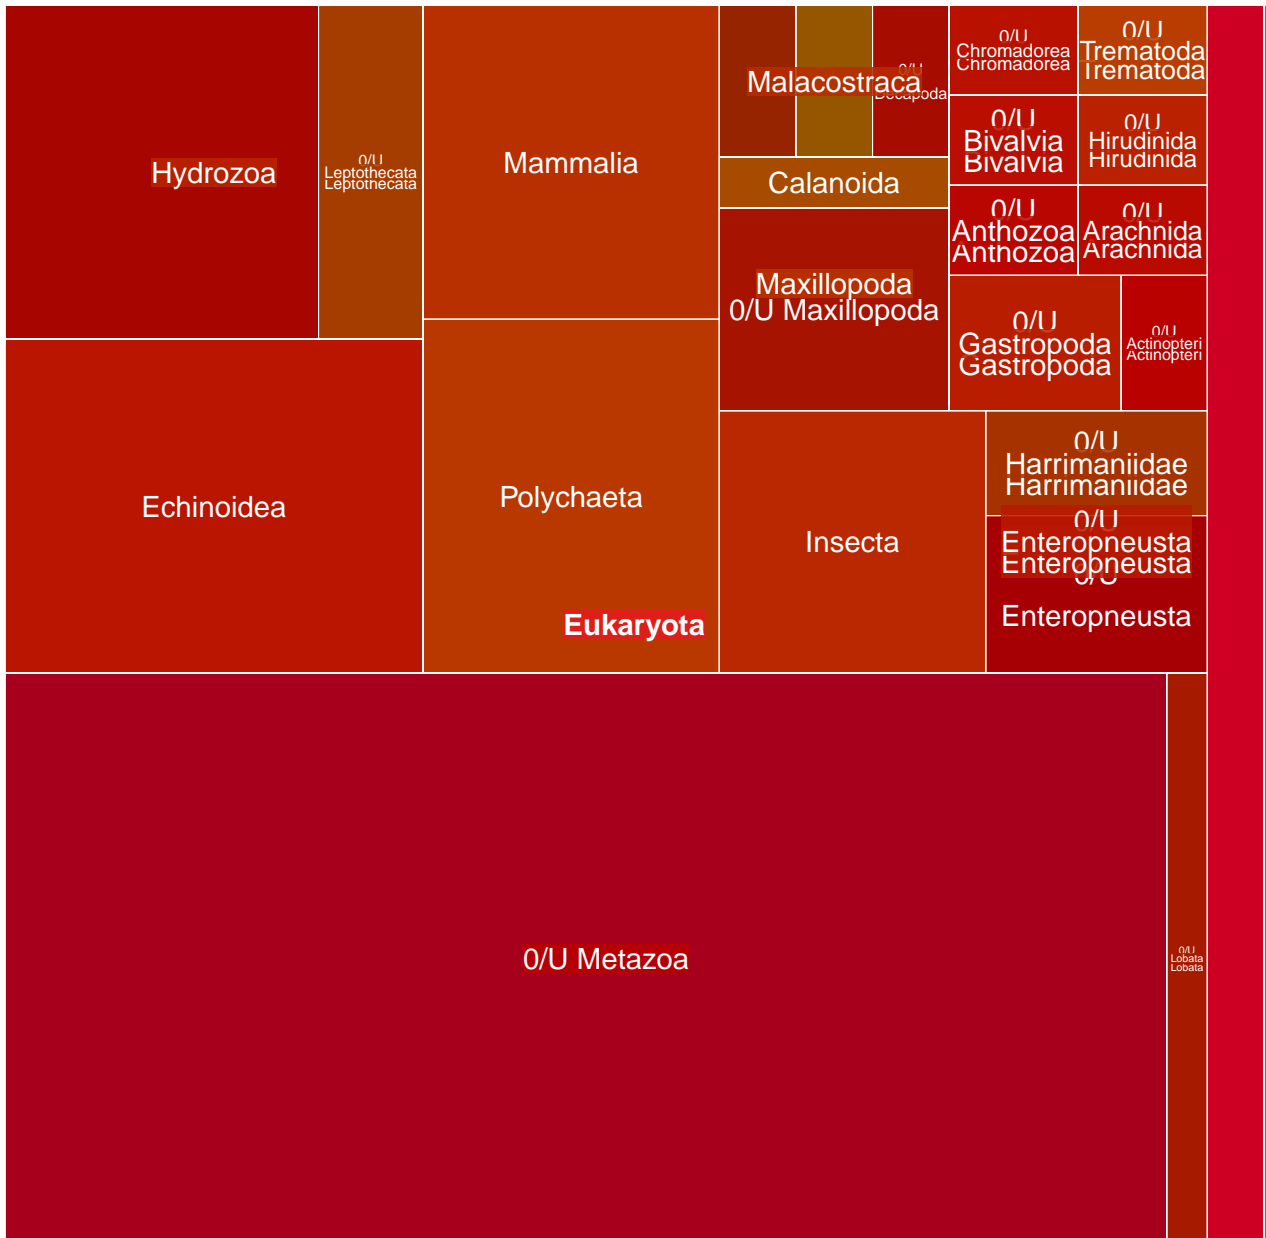 Hydrozoa
0/U
Leptothecata
Leptothecata
Mammalia
Malacostraca
0/U
Decapoda
Calanoida
Maxillopoda
0/U Maxillopoda
0/U
Chromadorea
Chromadorea
0/U
Trematoda
Trematoda
0/U
Bivalvia
Bivalvia
0/U
Hirudinida
Hirudinida
0/U
Anthozoa
Anthozoa
0/U
Arachnida
Arachnida
0/U
Gastropoda
Gastropoda
0/U
Actinopteri
Actinopteri
Echinoidea
Polychaeta
Eukaryota
Insecta
0/U
Harrimaniidae
Harrimaniidae
0/U
Enteropneusta
Enteropneusta
0/U
Enteropneusta
0/U Metazoa
0/U
Lobata
Lobata